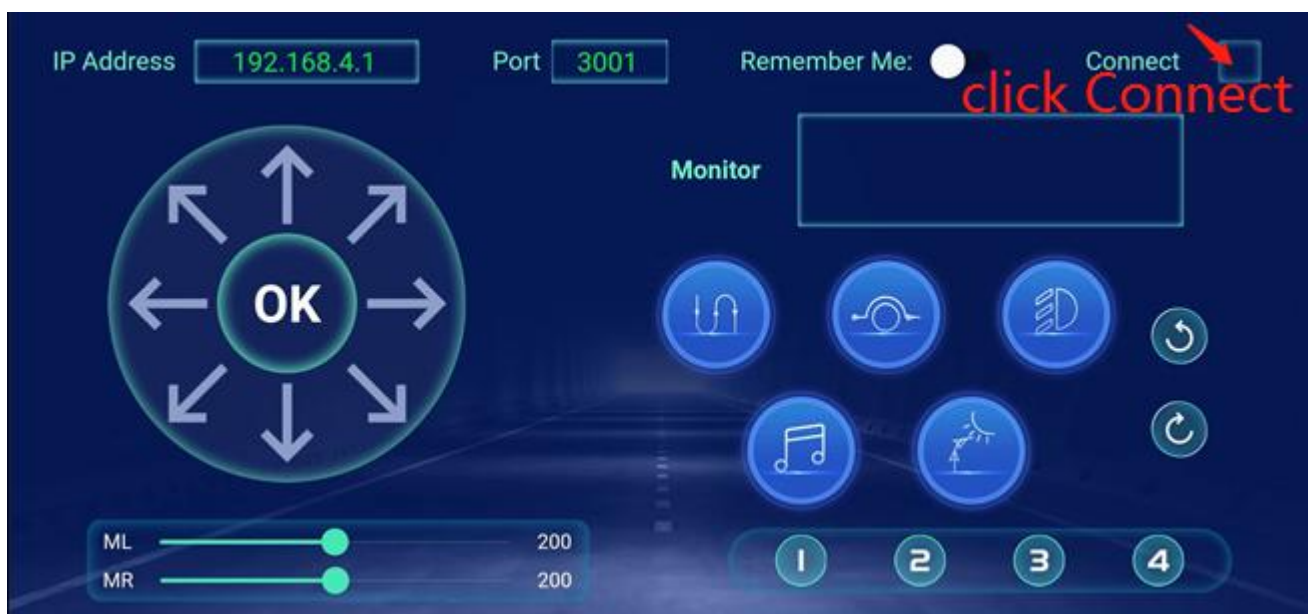 IP Address 192.168.4.1 Port 3001 Remember Me: Connect
click Connect
Monitor
OK
ML 200
MR 200
1 2 3 4